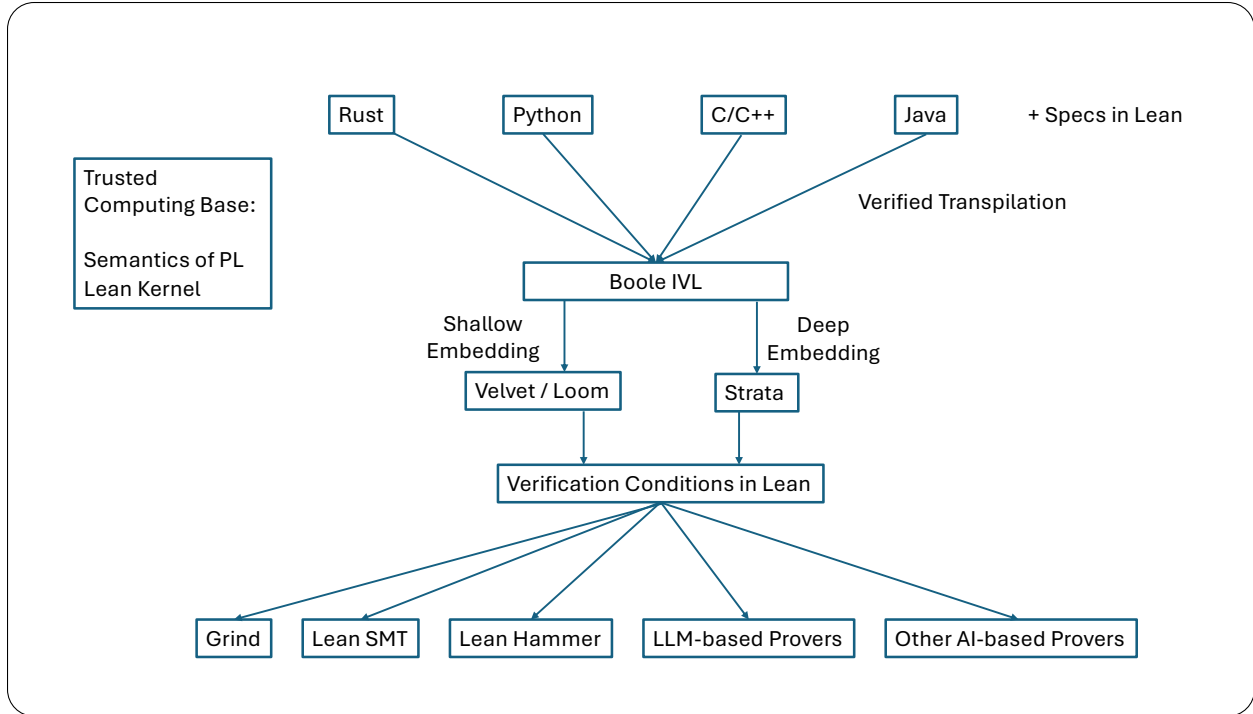 Rust
Python
C/C++
Java
+ Specs in Lean
Trusted
Computing Base:
Semantics of PL
Lean Kernel
Verified Transpilation
Boole IVL
Shallow
Embedding
Deep
Embedding
Velvet / Loom
Strata
Verification Conditions in Lean
Grind
Lean SMT
Lean Hammer
LLM-based Provers
Other AI-based Provers